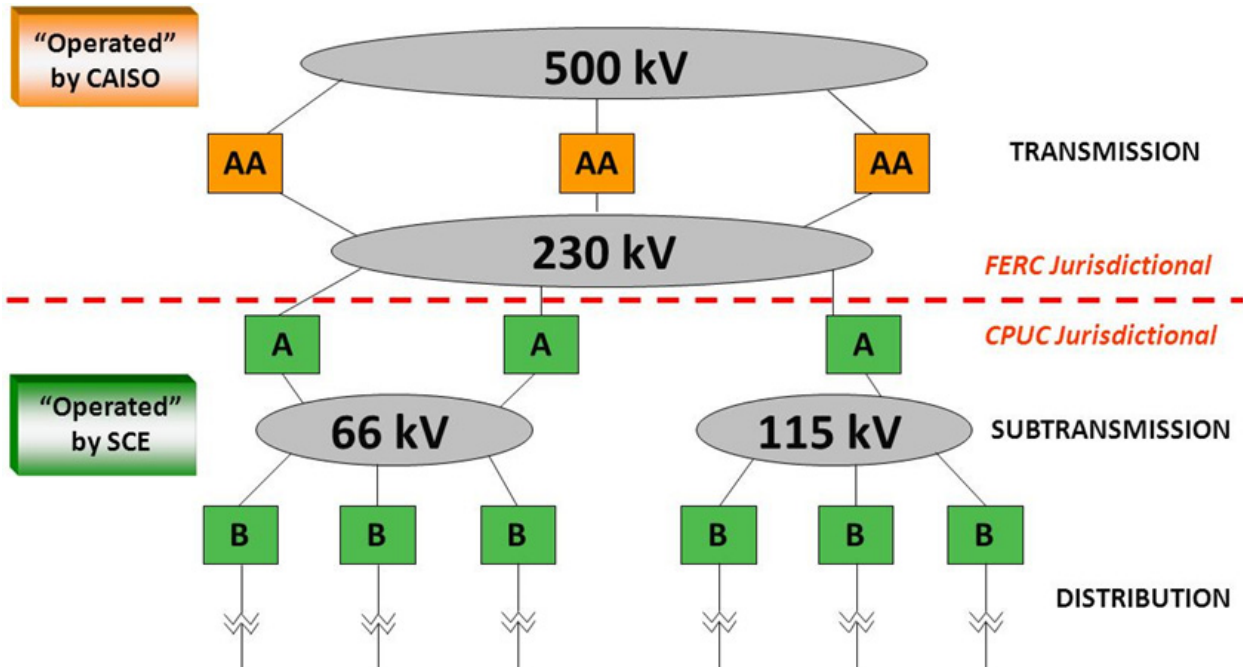 “Operated”
by CAISO
500 kV
AA AA AA
TRANSMISSION
230 kV
FERC Jurisdictional
A A A
CPUC Jurisdictional
“Operated”
by SCE
66 kV
115 kV
SUBTRANSMISSION
B B B B B B
DISTRIBUTION